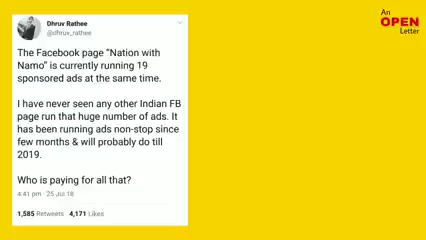 Dhruv Rathee
@dhruv_rathee
The Facebook page "Nation with
Namo" is currently running 19
sponsored ads at the same time.
I have never seen any other Indian FB
page run that huge number of ads. It
has been running ads non-stop since
few months & will probably do till
2019.
Who is paying for all that?
4:41 pm · 25 Jul 18
1,585 Retweets 4,171 Likes
An
OPEN
Letter